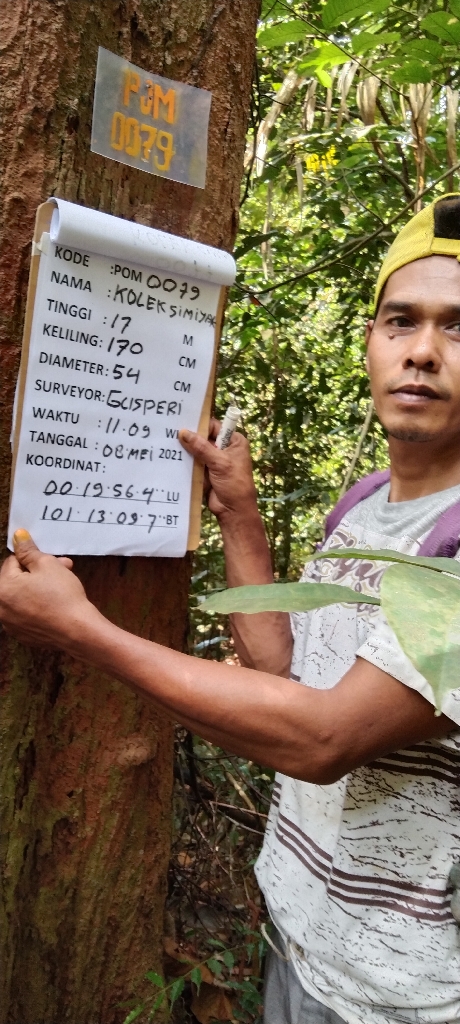 POM
0079
KODE :POM 0079
NAMA : KOLEK SIMIYAK
TINGGI : 17 M
KELILING: 170 CM
DIAMETER: 54 CM
SURVEYOR: GUSPERI
WAKTU : 11.09 WI
TANGGAL : 08 MEI 2021
KOORDINAT:
00.19.56.4" LU
101.13.09.7" BT